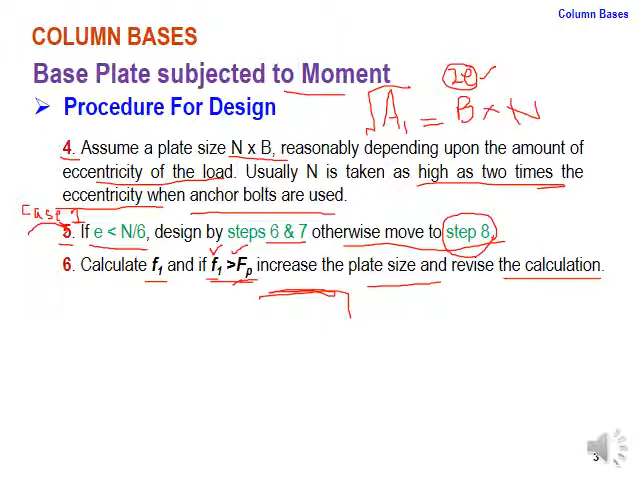 Column Bases
COLUMN BASES
Base Plate subjected to Moment
2e
Procedure For Design
√A₁ = B × N
4. Assume a plate size N x B, reasonably depending upon the amount of
eccentricity of the load. Usually N is taken as high as two times the
eccentricity when anchor bolts are used.
Case 1
5. If e < N/6, design by steps 6 & 7 otherwise move to step 8.
6. Calculate f₁ and if f₁ >Fₚ increase the plate size and revise the calculation.
3